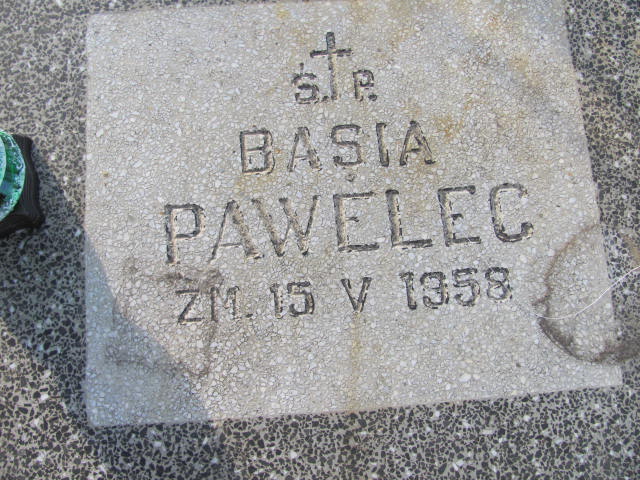 Ś.P.
BASIA
PAWELEC
ZM. 15 V 1958